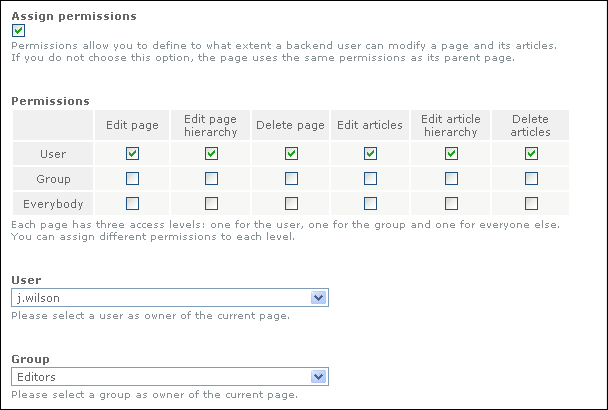 Assign permissions
Permissions allow you to define to what extent a backend user can modify a page and its articles.
If you do not choose this option, the page uses the same permissions as its parent page.
Permissions
Edit page Edit page hierarchy Delete page Edit articles Edit article hierarchy Delete articles
User
Group
Everybody
Each page has three access levels: one for the user, one for the group and one for everyone else.
You can assign different permissions to each level.
User
j.wilson
Please select a user as owner of the current page.
Group
Editors
Please select a group as owner of the current page.